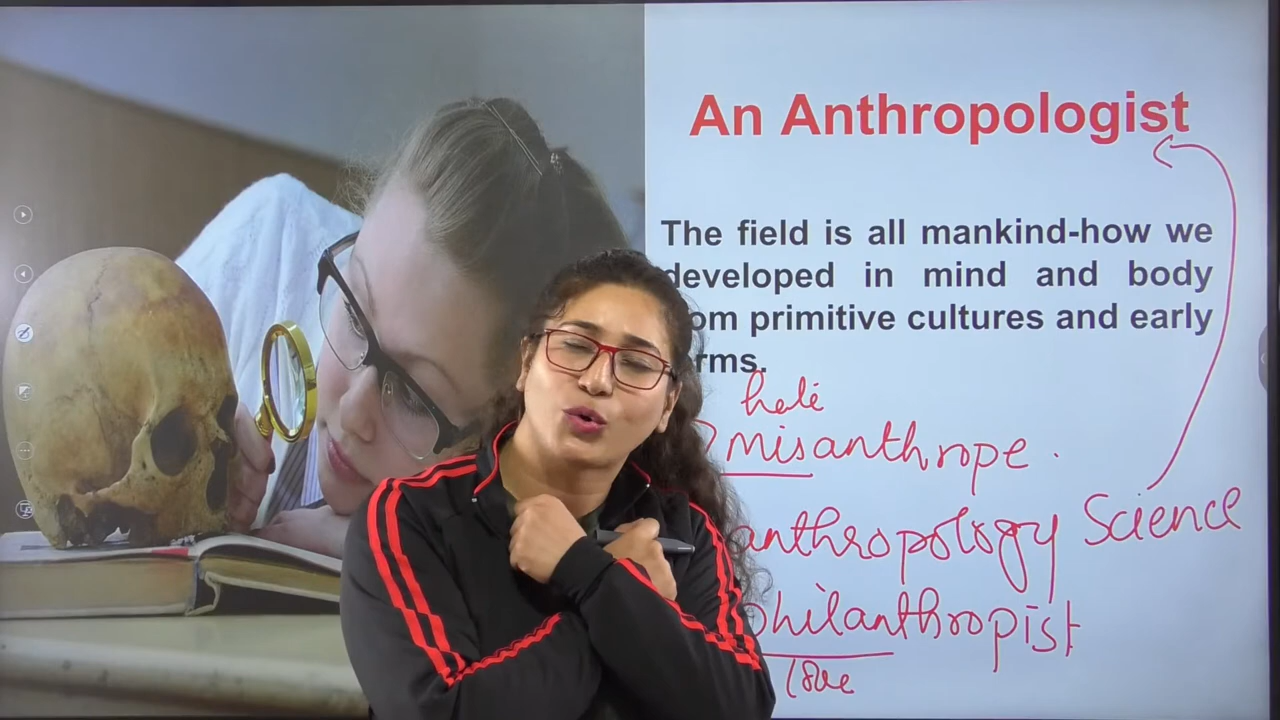 An Anthropologist
The field is all mankind-how we
developed in mind and body
om primitive cultures and early
rms.
hate
misanthrope.
anthropology Science
philanthropist
love